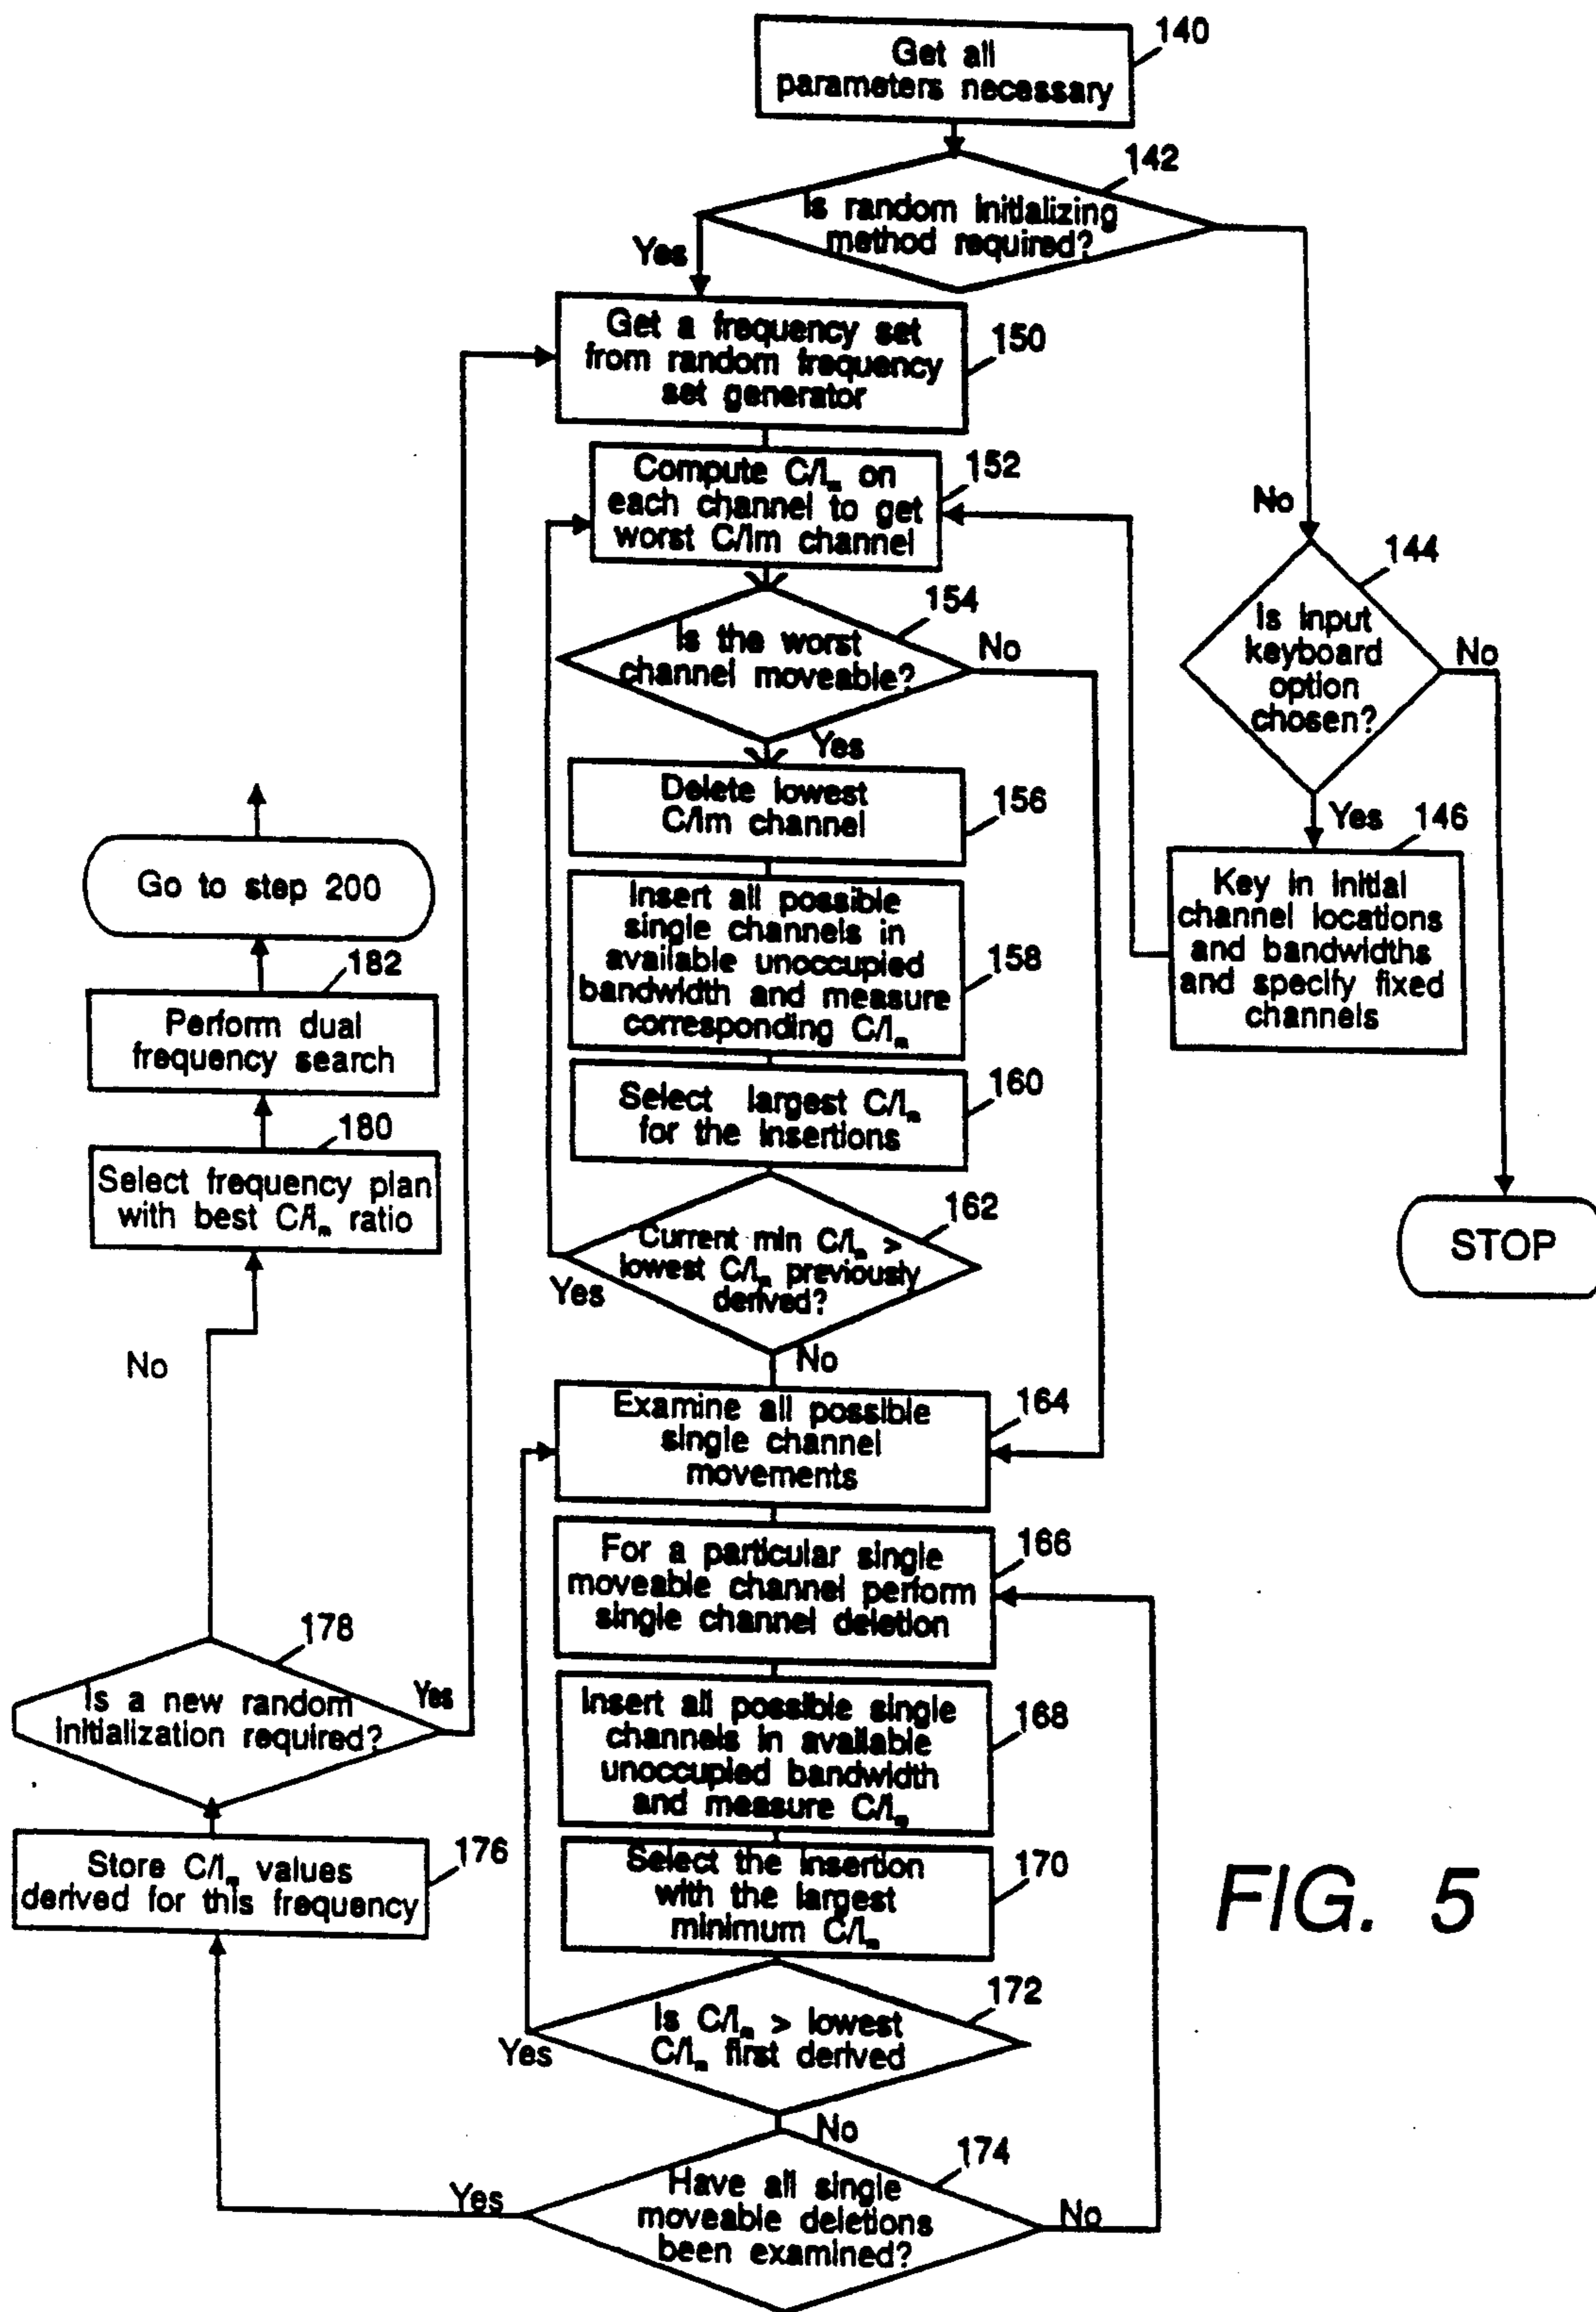 Get all
parameters necessary
140
Is random initializing
method required?
142
Yes
No
Get a frequency set
from random frequency
set generator
150
Compute C/Im on
each channel to get
worst C/Im channel
152
Is the worst
channel moveable?
154
No
Yes
Is input
keyboard
option
chosen?
144
No
Yes
Key in initial
channel locations
and bandwidths
and specify fixed
channels
146
STOP
Delete lowest
C/Im channel
156
Insert all possible
single channels in
available unoccupied
bandwidth and measure
corresponding C/Im
158
Select largest C/Im
for the insertions
160
Current min C/Im >
lowest C/Im previously
derived?
162
Yes
No
Examine all possible
single channel
movements
164
For a particular single
moveable channel perform
single channel deletion
166
Insert all possible single
channels in available
unoccupied bandwidth
and measure C/Im
168
Select the insertion
with the largest
minimum C/Im
170
Is C/Im > lowest
C/Im first derived
172
Yes
No
Have all single
moveable deletions
been examined?
174
Yes
No
Store C/Im values
derived for this frequency
176
Is a new random
initialization required?
178
Yes
No
Select frequency plan
with best C/Im ratio
180
Perform dual
frequency search
182
Go to step 200
FIG. 5